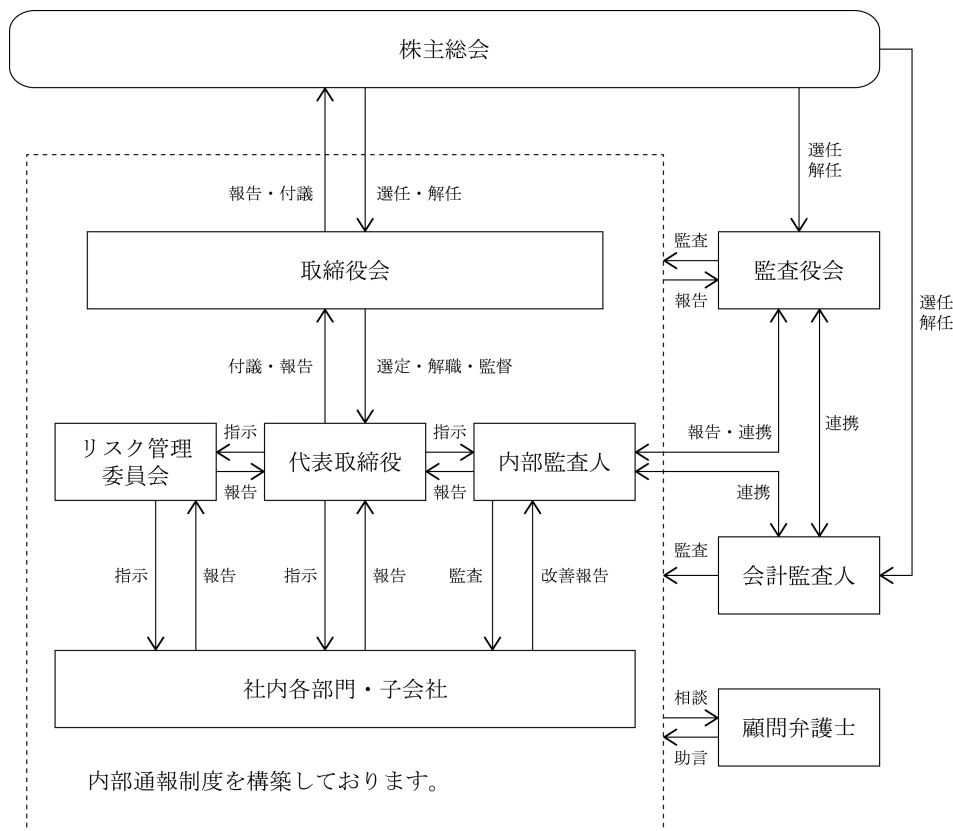 株主総会
報告・付議
選任・解任
選任
解任
取締役会
監査
報告
監査役会
選任
解任
付議・報告
選定・解職・監督
リスク管理
委員会
指示
報告
代表取締役
指示
報告
内部監査人
報告・連携
連携
連携
監査
会計監査人
指示
報告
指示
報告
監査
改善報告
社内各部門・子会社
相談
助言
顧問弁護士
内部通報制度を構築しております。